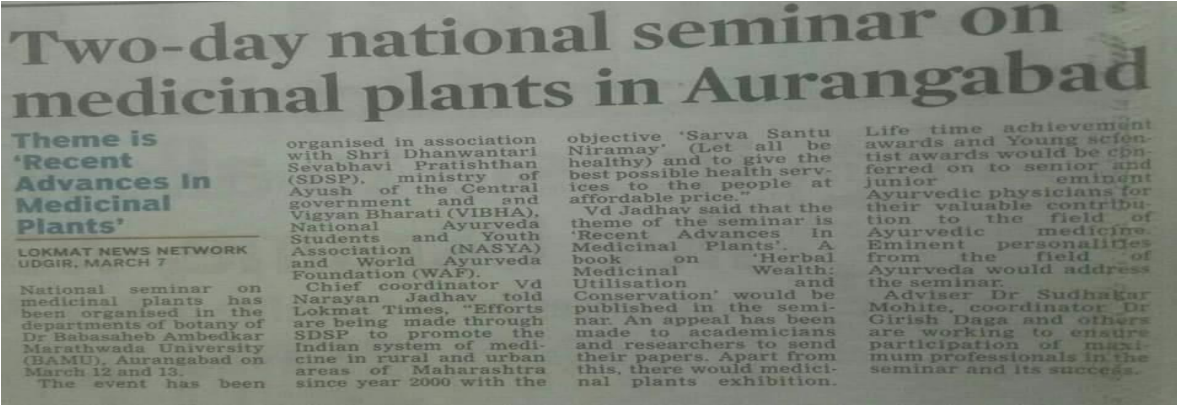 Two-day national seminar on
medicinal plants in Aurangabad
Theme is
‘Recent
Advances In
Medicinal
Plants’
LOKMAT NEWS NETWORK
UDGIR, MARCH 7
National seminar on
medicinal plants has
been organised in the
departments of botany of
Dr Babasaheb Ambedkar
Marathwada University
(BAMU), Aurangabad on
March 12 and 13.
The event has been
organised in association
with Shri Dhanwantari
Sevabhavi Pratishthan
(SDSP), ministry of
Ayush of the Central
government and and
Vigyan Bharati (VIBHA),
National Ayurveda
Students and Youth
Association (NASYA)
and World Ayurveda
Foundation (WAF).
Chief coordinator Vd
Narayan Jadhav told
Lokmat Times, “Efforts
are being made through
SDSP to promote the
Indian system of medi-
cine in rural and urban
areas of Maharashtra
since year 2000 with the
objective ‘Sarva Santu
Niramay’ (Let all be
healthy) and to give the
best possible health serv-
ices to the people at
affordable price.”
Vd Jadhav said that the
theme of the seminar is
‘Recent Advances In
Medicinal Plants’. A
book on ‘Herbal
Medicinal Wealth:
Utilisation and
Conservation’ would be
published in the semi-
nar. An appeal has been
made to academicians
and researchers to send
their papers. Apart from
this, there would medici-
nal plants exhibition.
Life time achievement
awards and Young scien-
tist awards would be con-
ferred on to senior and
junior eminent
Ayurvedic physicians for
their valuable contribu-
tion to the field of
Ayurvedic medicine.
Eminent personalities
from the field of
Ayurveda would address
the seminar.
Adviser Dr Sudhakar
Mohite, coordinator Dr
Girish Daga and others
are working to ensure
participation of maxi-
mum professionals in the
seminar and its success.